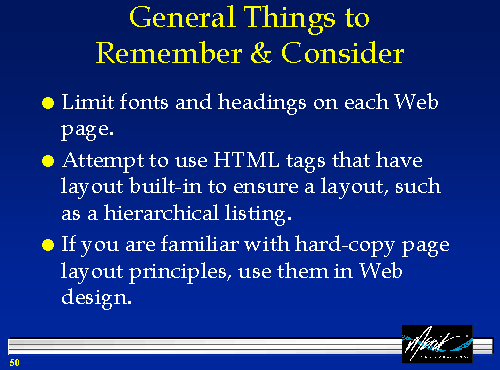 General Things to
Remember & Consider
● Limit fonts and headings on each Web
page.
● Attempt to use HTML tags that have
layout built-in to ensure a layout, such
as a hierarchical listing.
● If you are familiar with hard-copy page
layout principles, use them in Web
design.
50